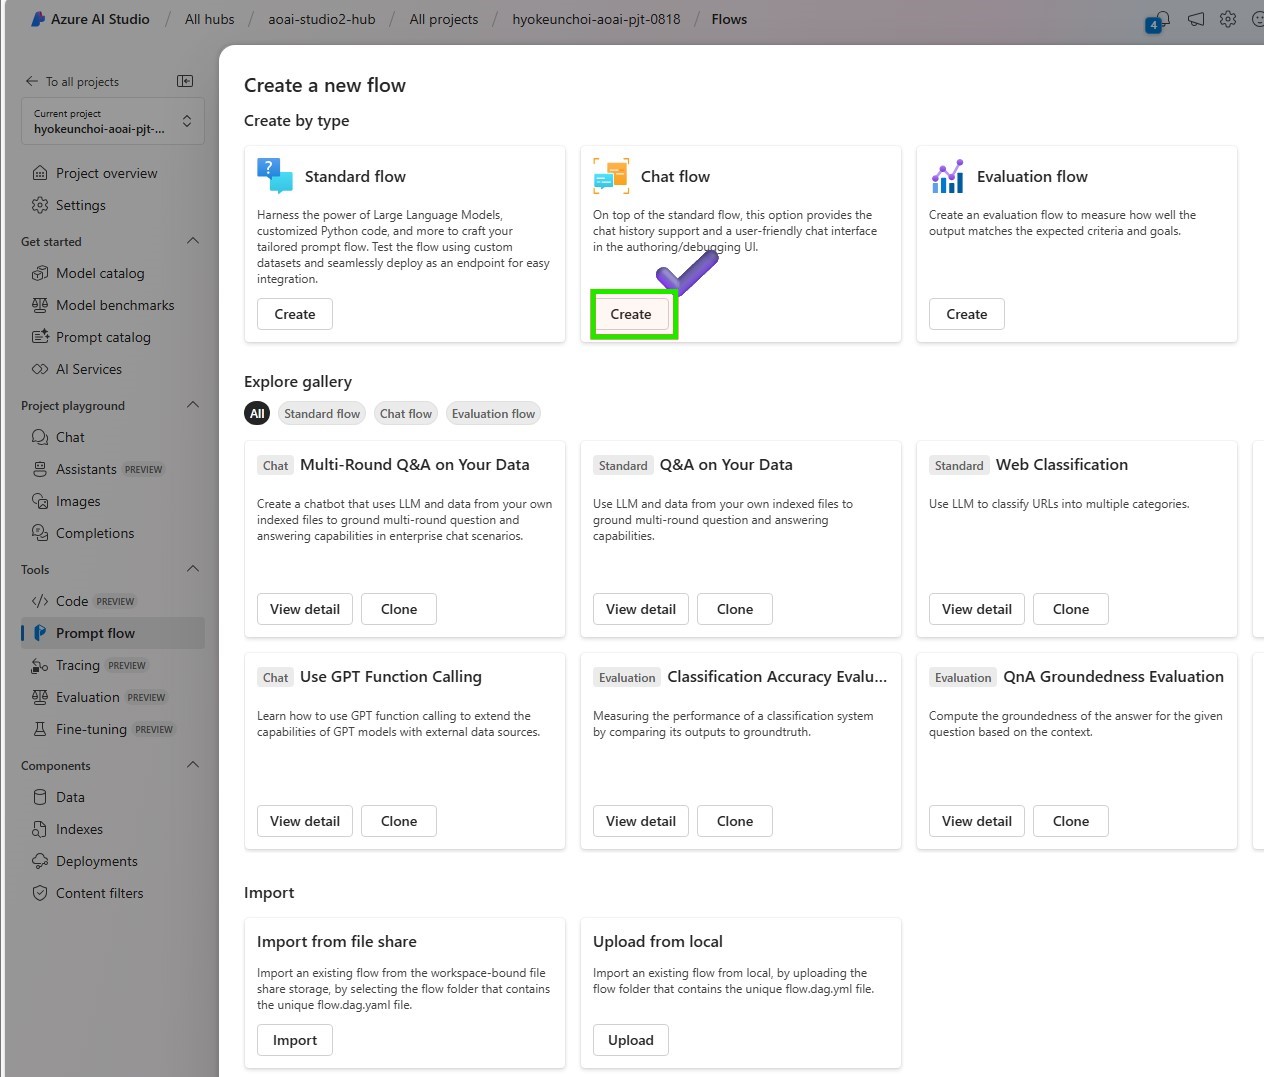 Azure AI Studio / All hubs / aoai-studio2-hub / All projects / hyokeunchoi-aoai-pjt-0818 / Flows
4
To all projects
Current project
hyokeunchoi-aoai-pjt-...
Project overview
Settings
Get started
Model catalog
Model benchmarks
Prompt catalog
AI Services
Project playground
Chat
Assistants PREVIEW
Images
Completions
Tools
Code PREVIEW
Prompt flow
Tracing PREVIEW
Evaluation PREVIEW
Fine-tuning PREVIEW
Components
Data
Indexes
Deployments
Content filters
Create a new flow
Create by type
Standard flow
Harness the power of Large Language Models,
customized Python code, and more to craft your
tailored prompt flow. Test the flow using custom
datasets and seamlessly deploy as an endpoint for easy
integration.
Create
Chat flow
On top of the standard flow, this option provides the
chat history support and a user-friendly chat interface
in the authoring/debugging UI.
Create
Evaluation flow
Create an evaluation flow to measure how well the
output matches the expected criteria and goals.
Create
Explore gallery
All Standard flow Chat flow Evaluation flow
Chat Multi-Round Q&A on Your Data
Create a chatbot that uses LLM and data from your own
indexed files to ground multi-round question and
answering capabilities in enterprise chat scenarios.
View detail Clone
Standard Q&A on Your Data
Use LLM and data from your own indexed files to
ground multi-round question and answering
capabilities.
View detail Clone
Standard Web Classification
Use LLM to classify URLs into multiple categories.
View detail Clone
Chat Use GPT Function Calling
Learn how to use GPT function calling to extend the
capabilities of GPT models with external data sources.
View detail Clone
Evaluation Classification Accuracy Evalu...
Measuring the performance of a classification system
by comparing its outputs to groundtruth.
View detail Clone
Evaluation QnA Groundedness Evaluation
Compute the groundedness of the answer for the given
question based on the context.
View detail Clone
Import
Import from file share
Import an existing flow from the workspace-bound file
share storage, by selecting the flow folder that contains
the unique flow.dag.yaml file.
Import
Upload from local
Import an existing flow from local, by uploading the
flow folder that contains the unique flow.dag.yml file.
Upload